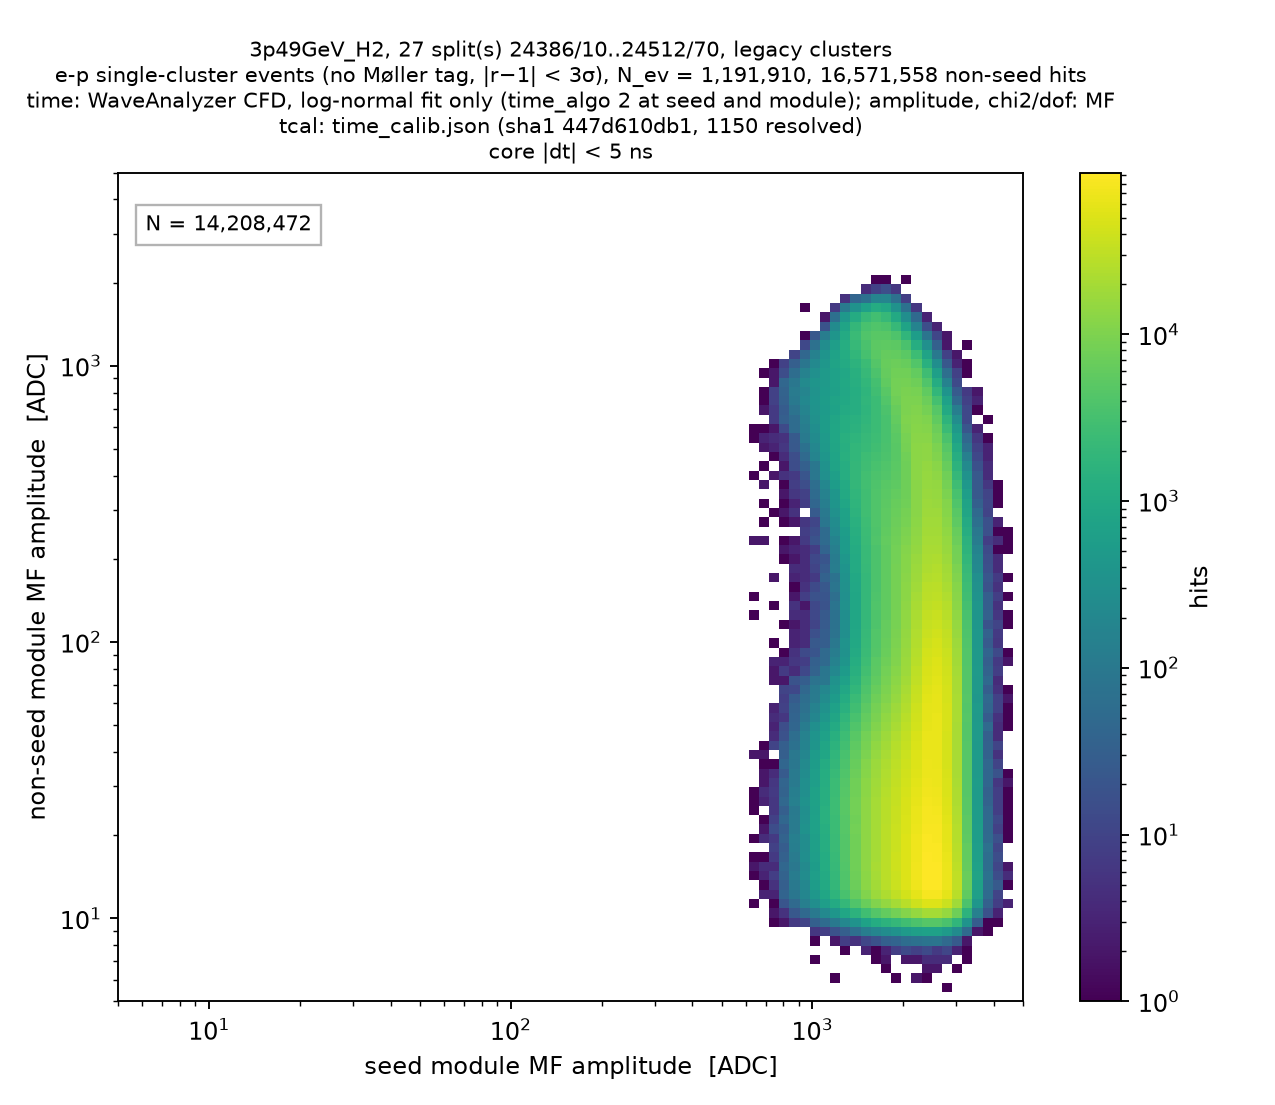 3p49GeV_H2, 27 split(s) 24386/10..24512/70, legacy clusters
e-p single-cluster events (no Møller tag, |r−1| < 3σ), N_ev = 1,191,910, 16,571,558 non-seed hits
time: WaveAnalyzer CFD, log-normal fit only (time_algo 2 at seed and module); amplitude, chi2/dof: MF
tcal: time_calib.json (sha1 447d610db1, 1150 resolved)
core |dt| < 5 ns
N = 14,208,472
non-seed module MF amplitude [ADC]
10³
10²
10¹
10¹ 10² 10³
seed module MF amplitude [ADC]
10⁴
10³
10²
10¹
10⁰
hits